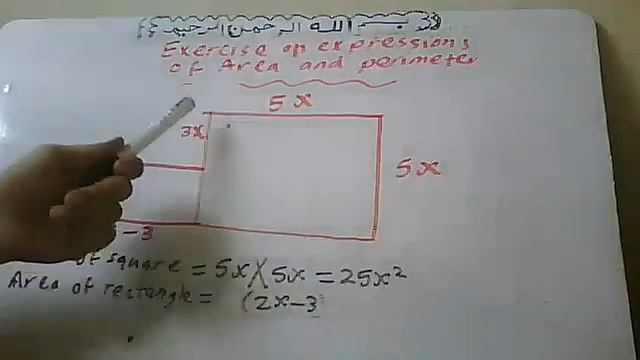 بسم الله الرحمن الرحيم
Exercise on expressions
of Area and perimeter
5x
3x
5x
-3
of square = 5x)(5x = 25x²
Area of rectangle = (2x-3)